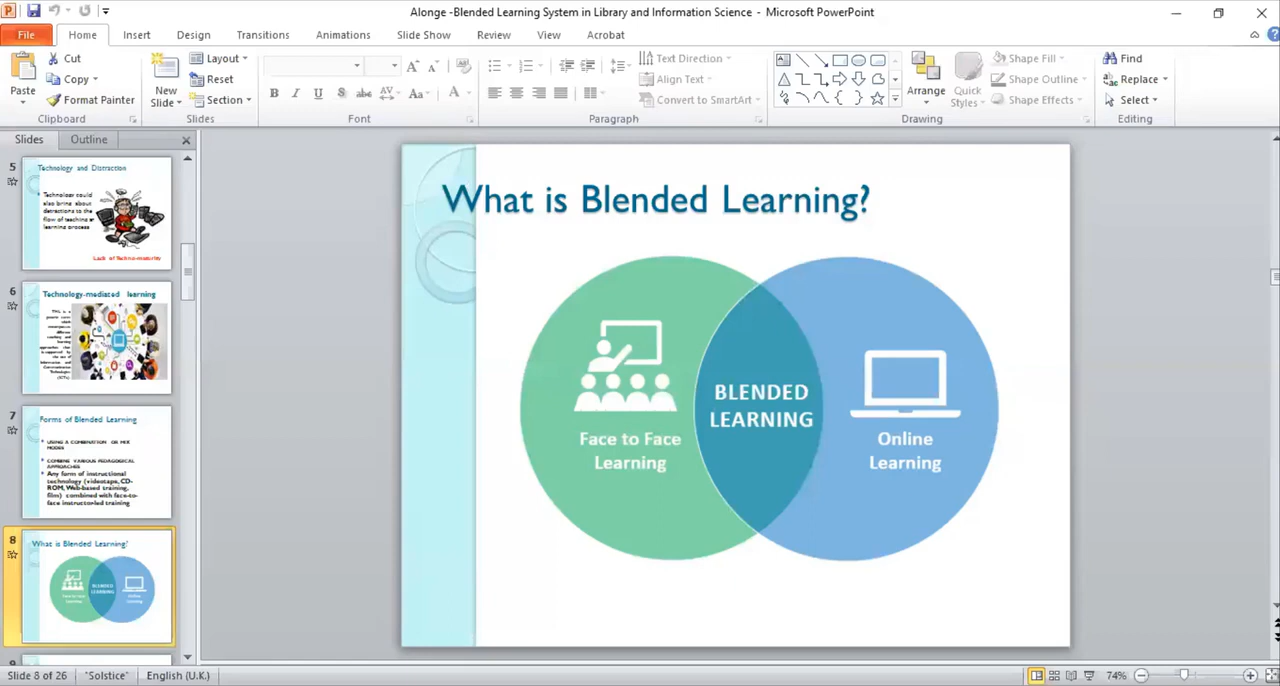 Alonge -Blended Learning System in Library and Information Science - Microsoft PowerPoint
File Home Insert Design Transitions Animations Slide Show Review View Acrobat
Paste
Cut
Copy
Format Painter
Clipboard
New
Slide
Layout
Reset
Section
Slides
B I U S abc AV Aa A
Font
Text Direction
Align Text
Convert to SmartArt
Paragraph
Arrange
Quick
Styles
Shape Fill
Shape Outline
Shape Effects
Drawing
Find
Replace
Select
Editing
Slides Outline
5
Technology and Distraction
Technology could
also bring about
distractions to the
flow of teaching
learning process
Lack of Techno-maturity
6
Technology-mediated learning
7
Forms of Blended Learning
USING A COMBINATION OR MIX
MODES
COMBINE VARIOUS PEDAGOGICAL
APPROACHES
Any form of instructional
technology (videotape, CD-
ROM, Web-based training,
film) combined with face-to-
face instructor-led training
8
What is Blended Learning?
BLENDED
LEARNING
What is Blended Learning?
Face to Face
Learning
BLENDED
LEARNING
Online
Learning
Slide 8 of 26 "Solstice" English (U.K.) 74%